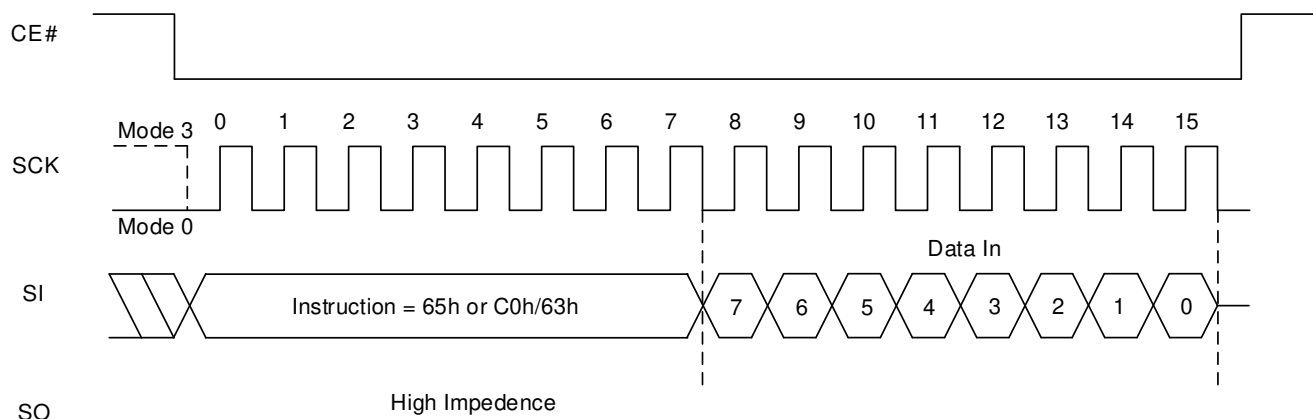 CE#
Mode 3 0 1 2 3 4 5 6 7 8 9 10 11 12 13 14 15
SCK
Mode 0
Data In
SI Instruction = 65h or C0h/63h 7 6 5 4 3 2 1 0
High Impedence
SO